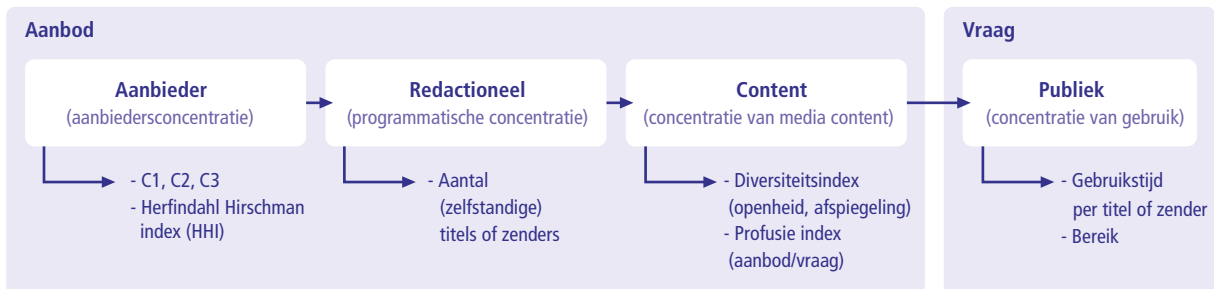 Aanbod
Aanbieder
(aanbiedersconcentratie)
- C1, C2, C3
- Herfindahl Hirschman
index (HHI)
Redactioneel
(programmatische concentratie)
- Aantal
(zelfstandige)
titels of zenders
Content
(concentratie van media content)
- Diversiteitsindex
(openheid, afspiegeling)
- Profusie index
(aanbod/vraag)
Vraag
Publiek
(concentratie van gebruik)
- Gebruikstijd
per titel of zender
- Bereik